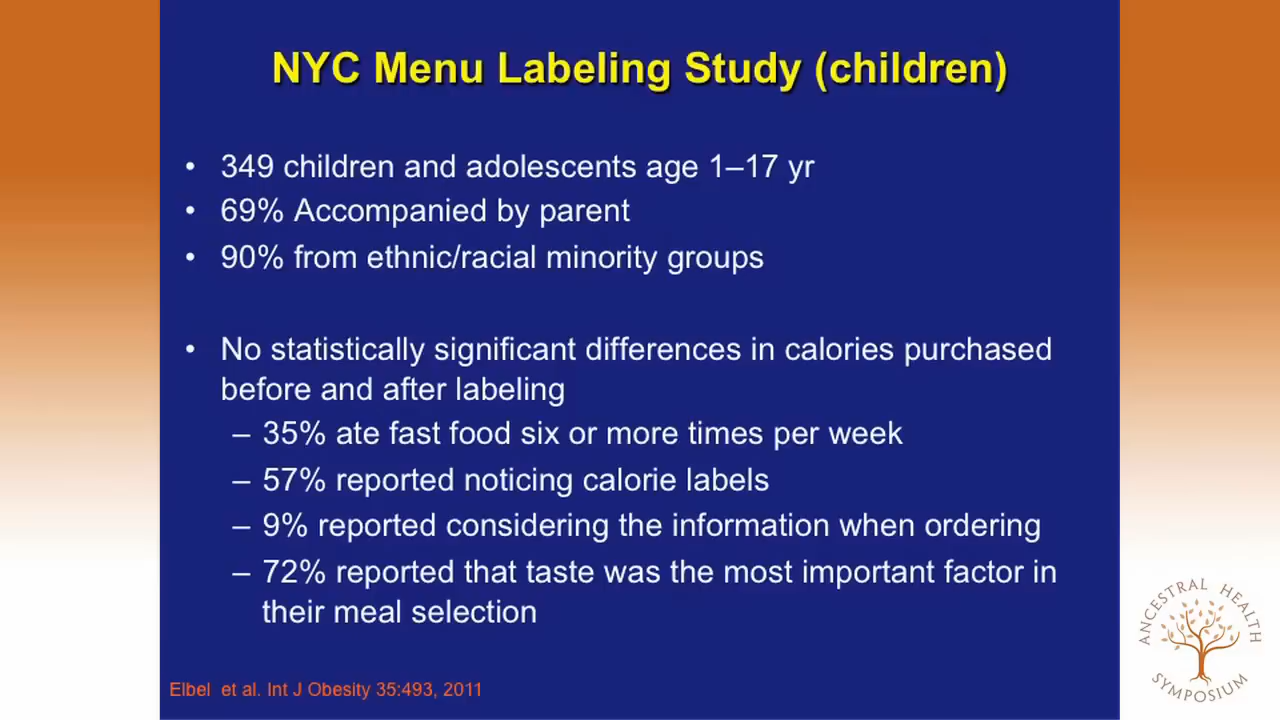 NYC Menu Labeling Study (children)
• 349 children and adolescents age 1–17 yr
• 69% Accompanied by parent
• 90% from ethnic/racial minority groups
• No statistically significant differences in calories purchased
before and after labeling
– 35% ate fast food six or more times per week
– 57% reported noticing calorie labels
– 9% reported considering the information when ordering
– 72% reported that taste was the most important factor in
their meal selection
Elbel et al. Int J Obesity 35:493, 2011
ANCESTRAL HEALTH
SYMPOSIUM